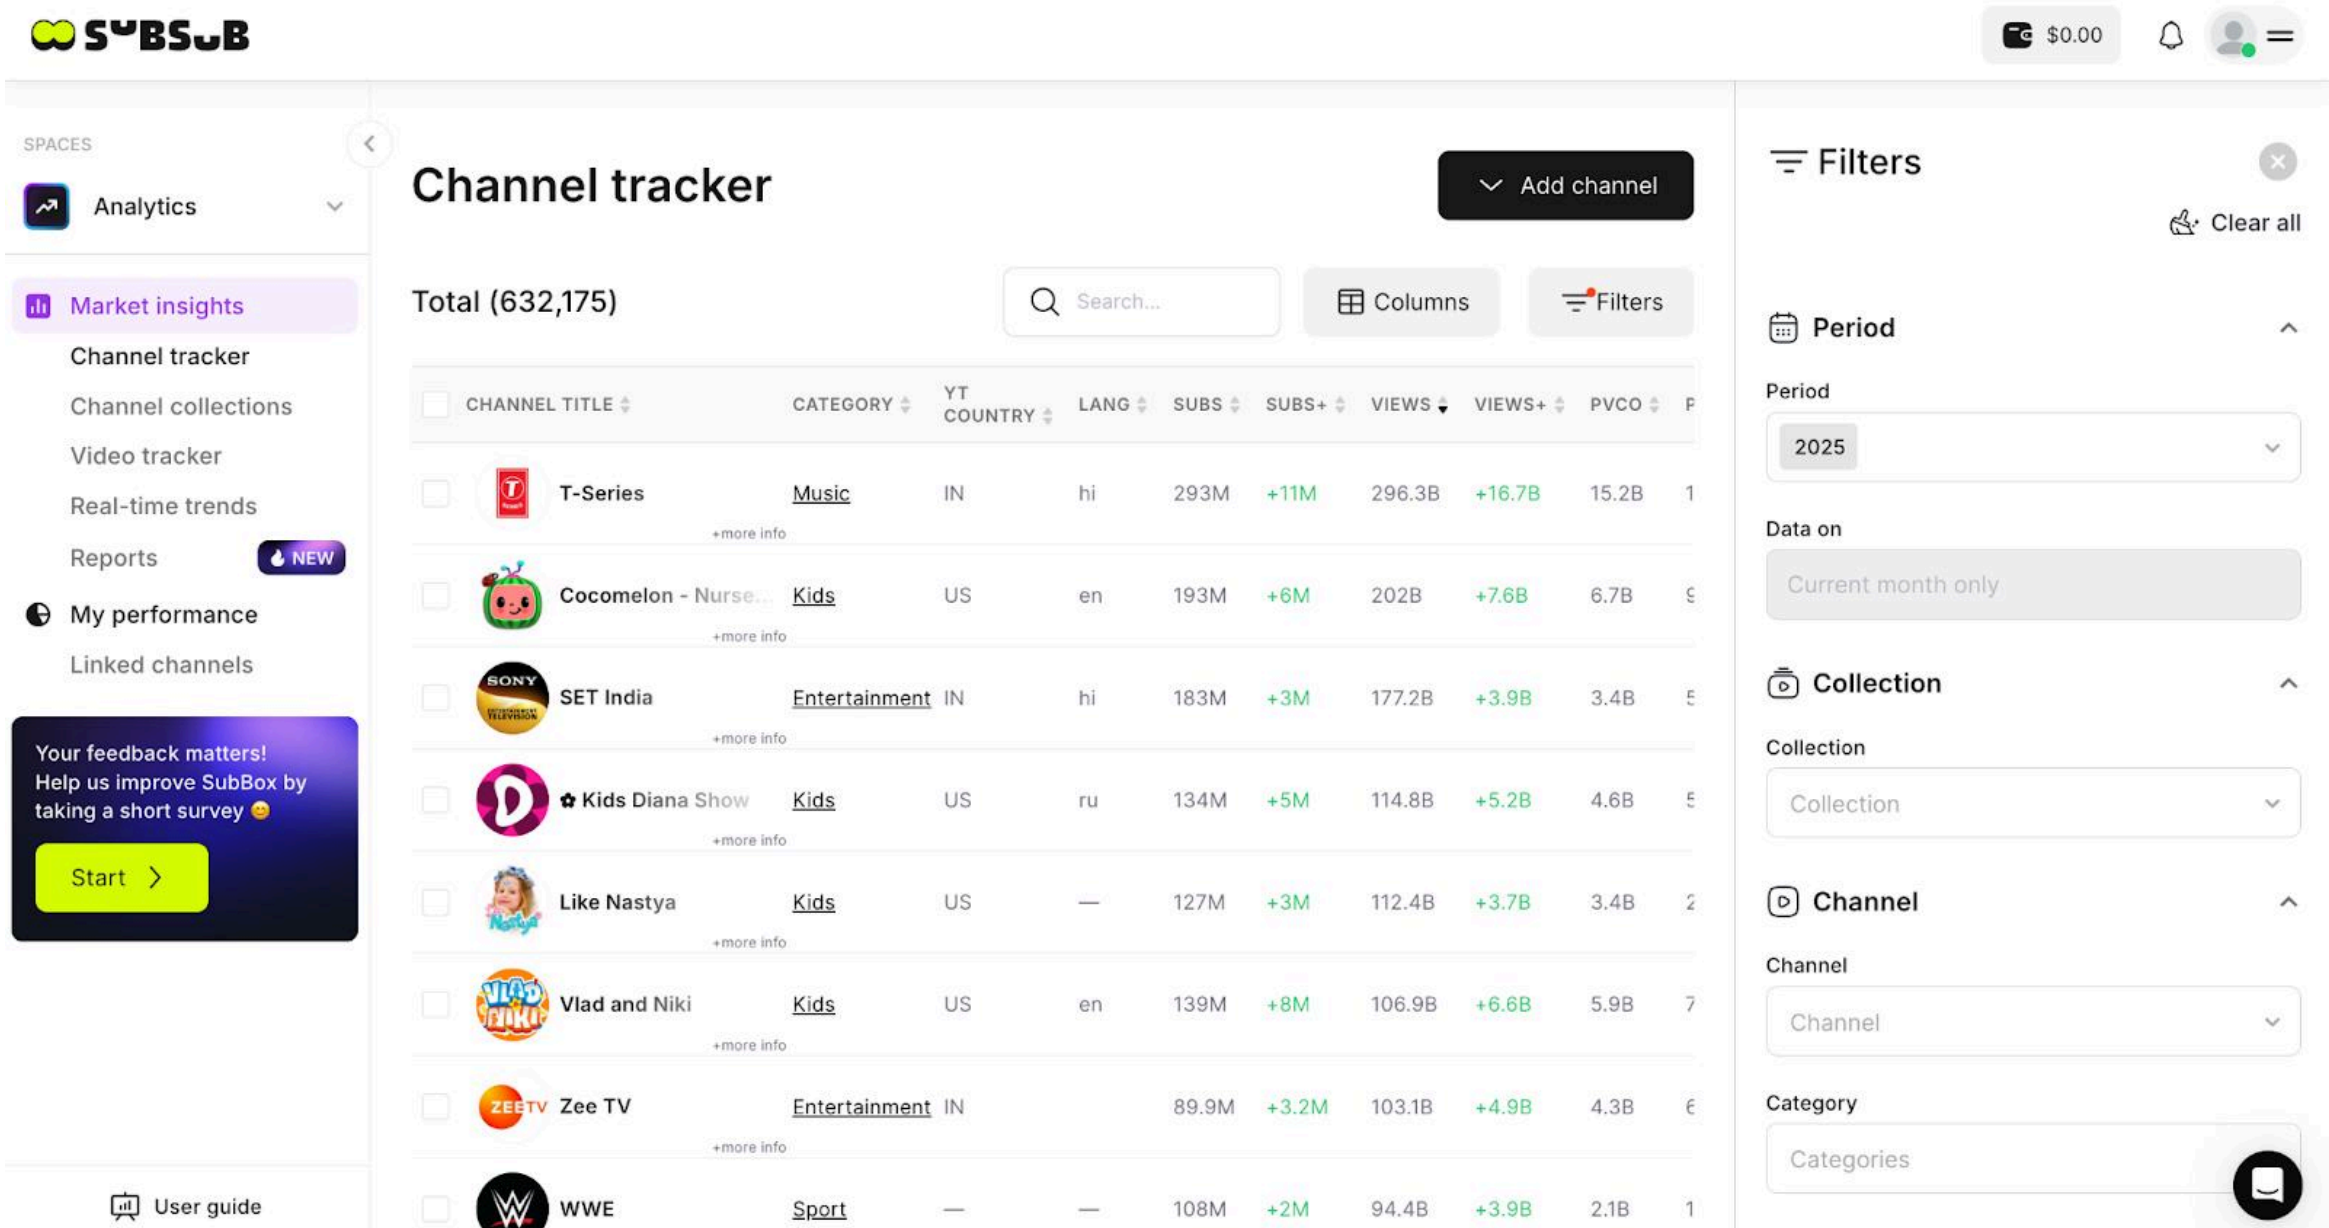 SUBSUB
$0.00
SPACES
Analytics
Market insights
Channel tracker
Channel collections
Video tracker
Real-time trends
Reports
NEW
My performance
Linked channels
Your feedback matters!
Help us improve SubBox by
taking a short survey 😊
Start
User guide
Channel tracker
Add channel
Total (632,175)
Search...
Columns
Filters
CHANNEL TITLE CATEGORY YT COUNTRY LANG SUBS SUBS+ VIEWS VIEWS+ PVCO
T-Series Music IN hi 293M +11M 296.3B +16.7B 15.2B 1
+more info
Cocomelon - Nurse... Kids US en 193M +6M 202B +7.6B 6.7B
+more info
SET India Entertainment IN hi 183M +3M 177.2B +3.9B 3.4B
+more info
✿ Kids Diana Show Kids US ru 134M +5M 114.8B +5.2B 4.6B
+more info
Like Nastya Kids US — 127M +3M 112.4B +3.7B 3.4B
+more info
Vlad and Niki Kids US en 139M +8M 106.9B +6.6B 5.9B
+more info
Zee TV Entertainment IN 89.9M +3.2M 103.1B +4.9B 4.3B
+more info
WWE Sport — — 108M +2M 94.4B +3.9B 2.1B 1
SONY
ENTERTAINMENT
TELEVISION
Nastya
VLAD
NIKI
ZEE TV
Filters
Clear all
Period
Period
2025
Data on
Current month only
Collection
Collection
Collection
Channel
Channel
Channel
Category
Categories